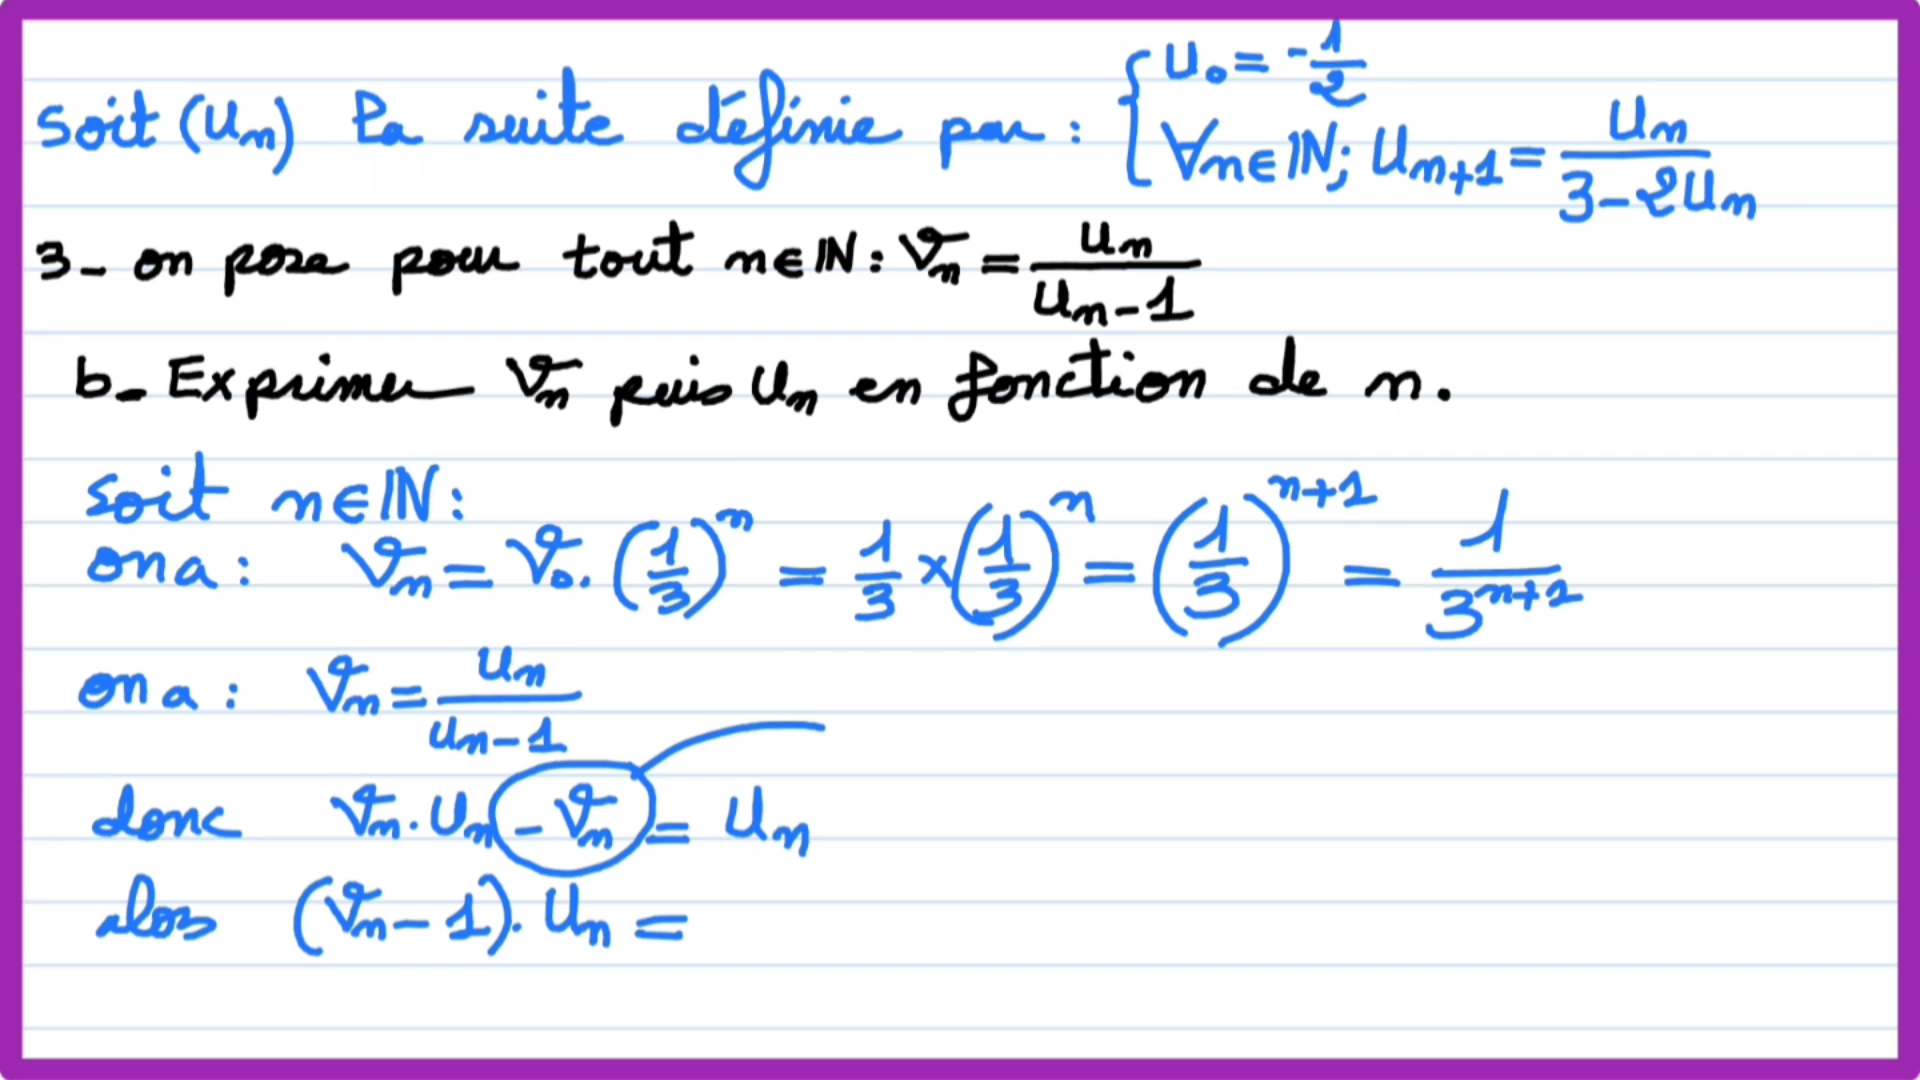 soit (Un) la suite définie par : { U₀ = -1/2
∀n∈ℕ; Un+1 = Un/(3-2Un)
3- on pose pour tout n∈ℕ : Vn = Un/(Un-1)
b- Exprimer Vn puis Un en fonction de n.
soit n∈ℕ:
on a : Vn = V₀.(1/3)^n = 1/3 × (1/3)^n = (1/3)^(n+1) = 1/3^(n+1)
on a : Vn = Un/(Un-1)
donc Vn.Un - Vn = Un
alos (Vn-1).Un =